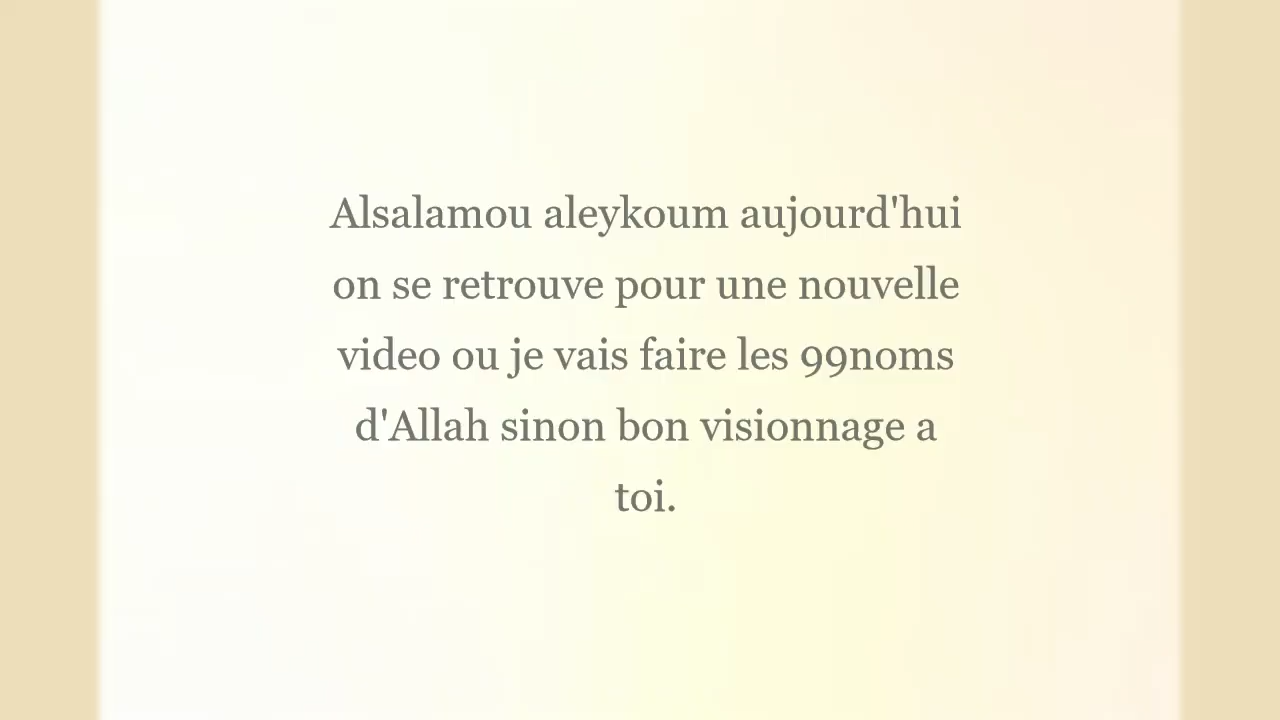 Alsalamou aleykoum aujourd'hui
on se retrouve pour une nouvelle
video ou je vais faire les 99noms
d'Allah sinon bon visionnage a
toi.